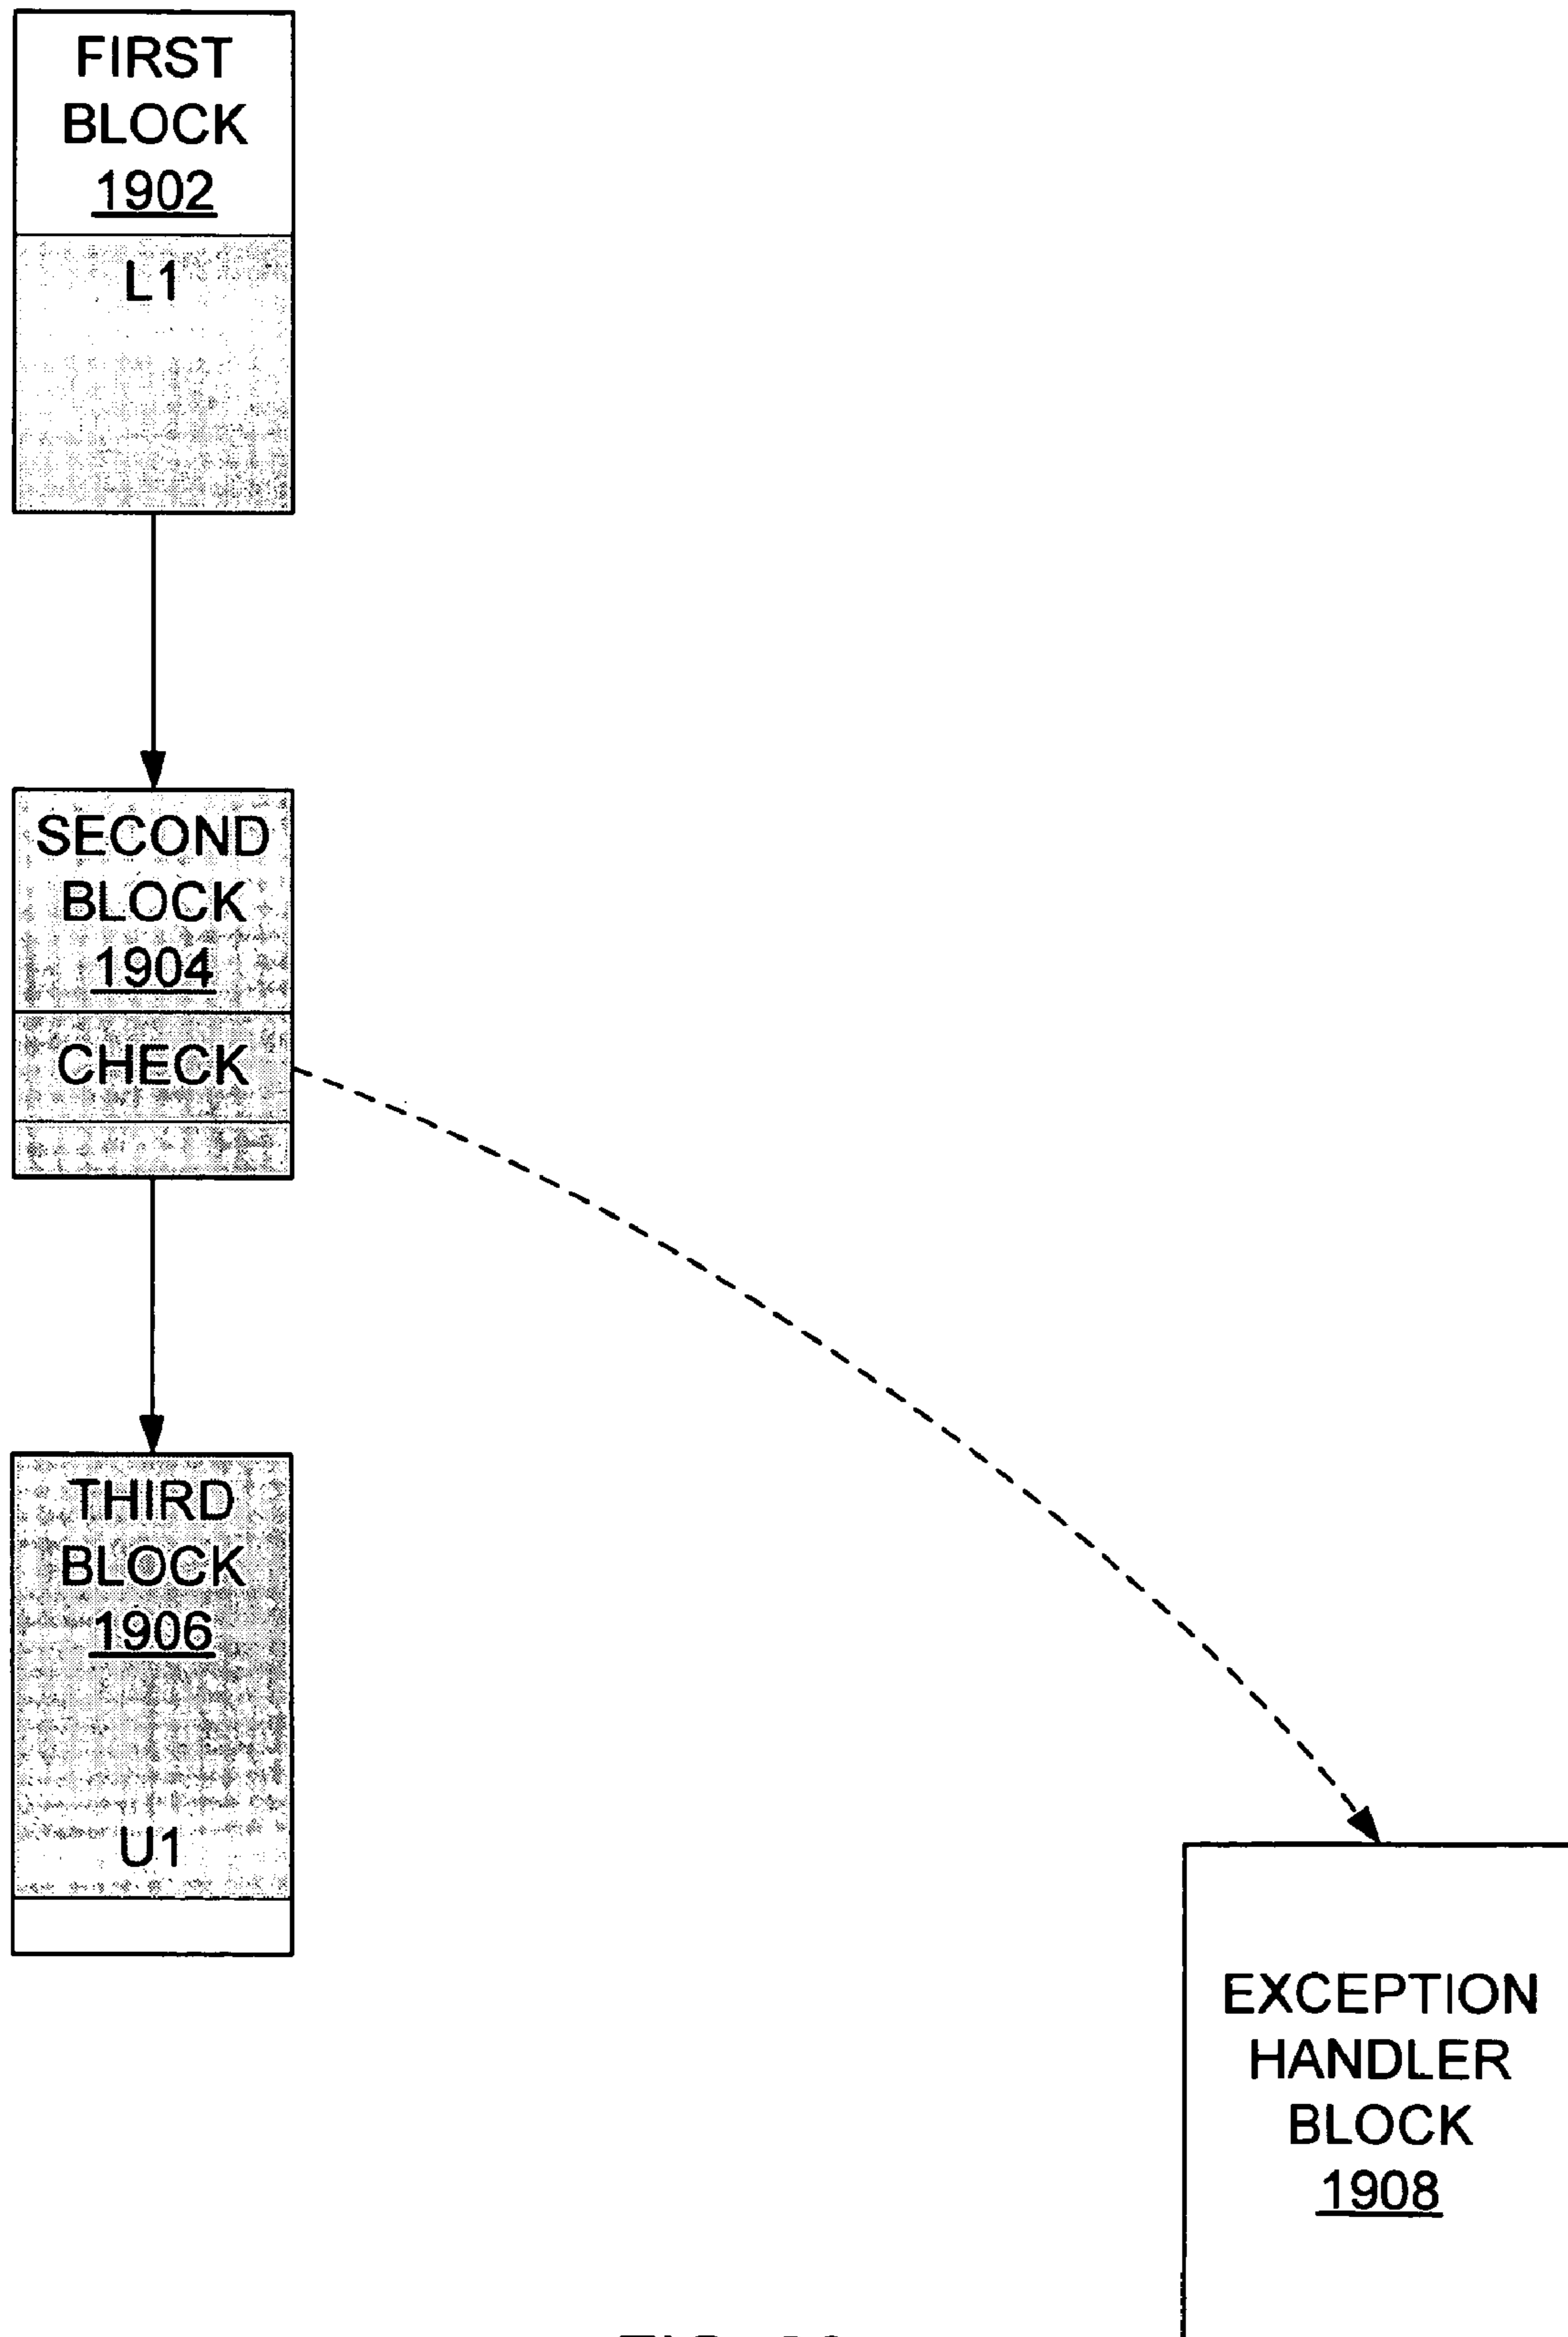 FIRST
BLOCK
1902
L1
SECOND
BLOCK
1904
CHECK
THIRD
BLOCK
1906
U1
EXCEPTION
HANDLER
BLOCK
1908